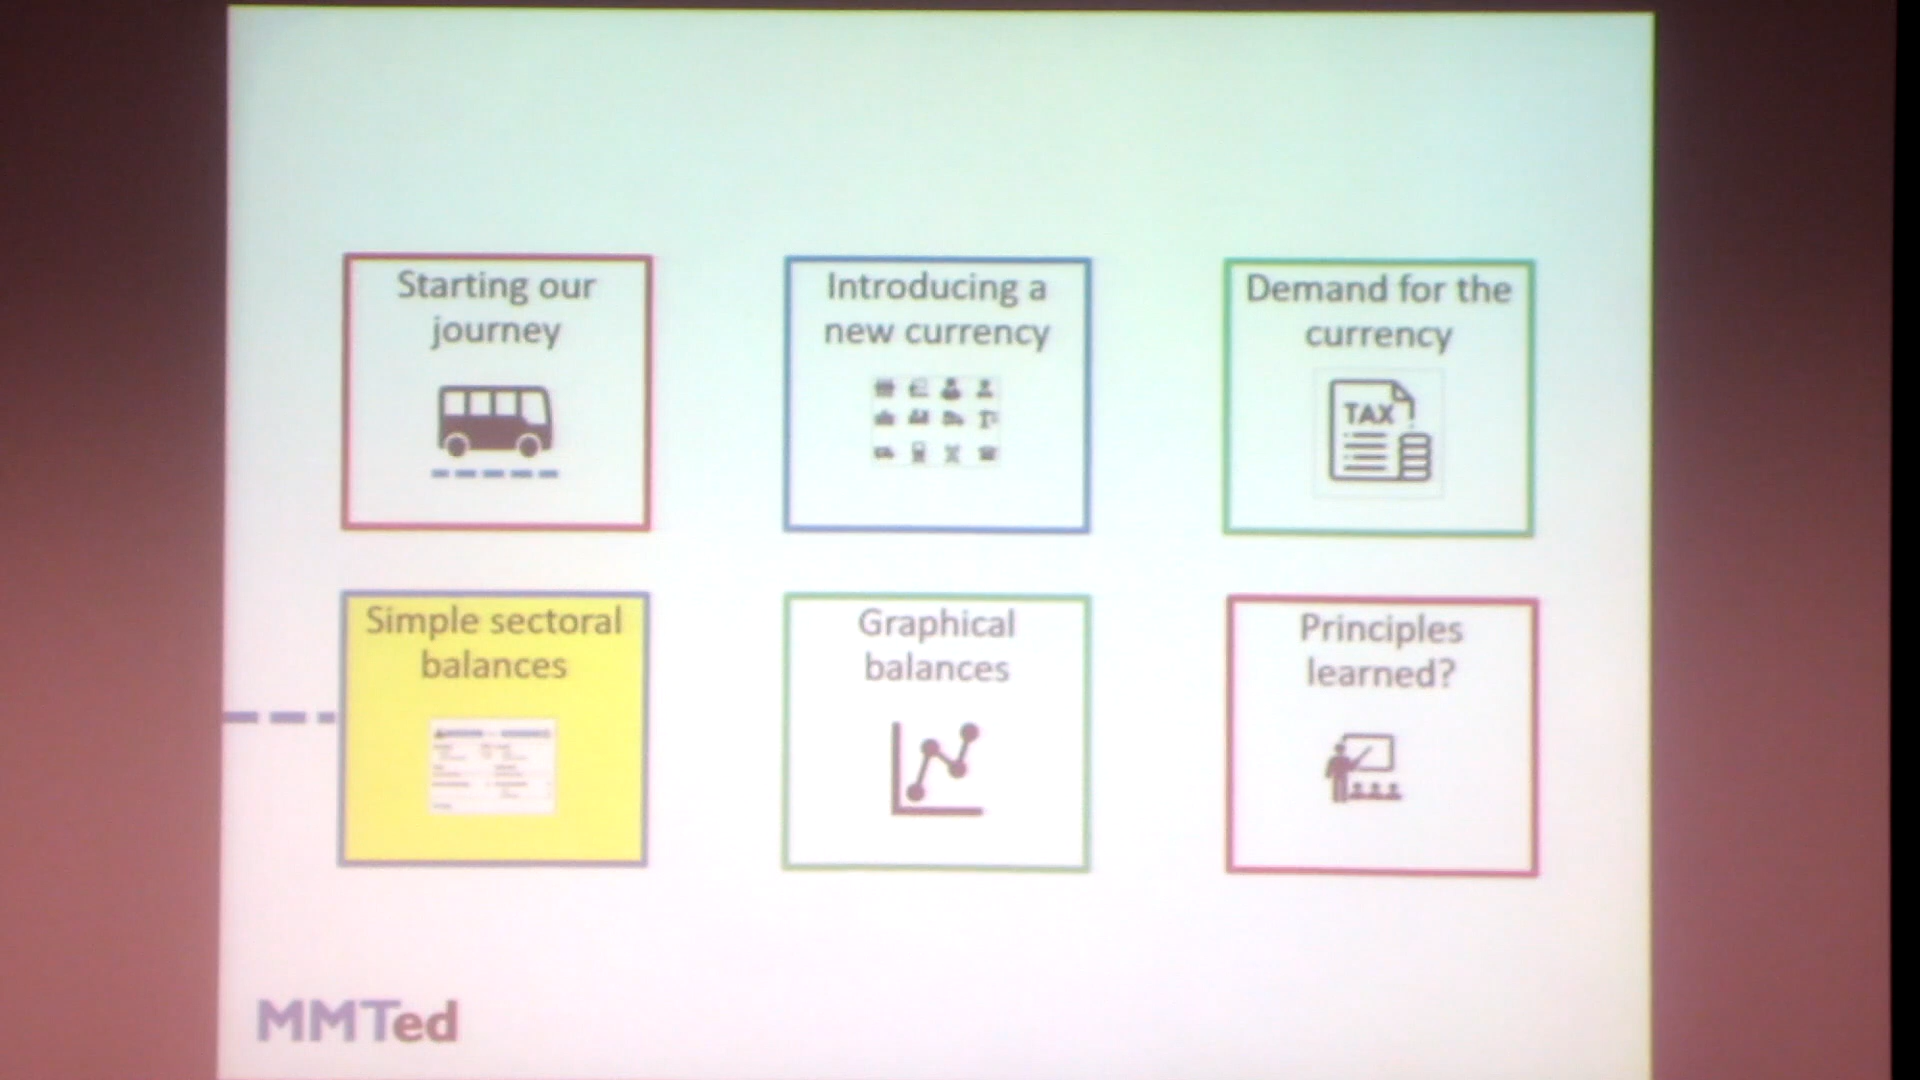 Starting our
journey
Introducing a
new currency
Demand for the
currency
TAX
Simple sectoral
balances
Graphical
balances
Principles
learned?
MMTed